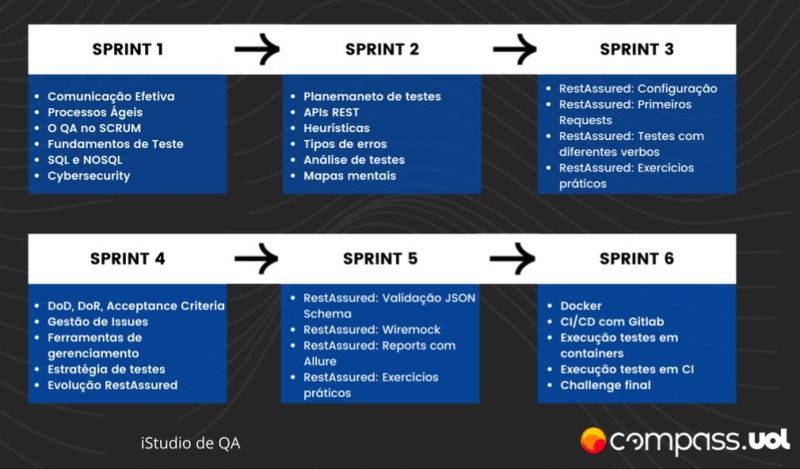 SPRINT 1
SPRINT 2
SPRINT 3
Comunicação Efetiva
Processos Ágeis
O QA no SCRUM
Fundamentos de Teste
SQL e NOSQL
Cybersecurity
Planemaneto de testes
APIs REST
Heurísticas
Tipos de erros
Análise de testes
Mapas mentais
RestAssured: Configuração
RestAssured: Primeiros
Requests
RestAssured: Testes com
diferentes verbos
RestAssured: Exercícios
práticos
SPRINT 4
SPRINT 5
SPRINT 6
DoD, DoR, Acceptance Criteria
Gestão de Issues
Ferramentas de
gerenciamento
Estratégia de testes
Evolução RestAssured
RestAssured: Validação JSON
Schema
RestAssured: Wiremock
RestAssured: Reports com
Allure
RestAssured: Exercícios
práticos
Docker
CI/CD com Gitlab
Execução testes em
containers
Execução testes em CI
Challenge final
iStudio de QA
compass.uol